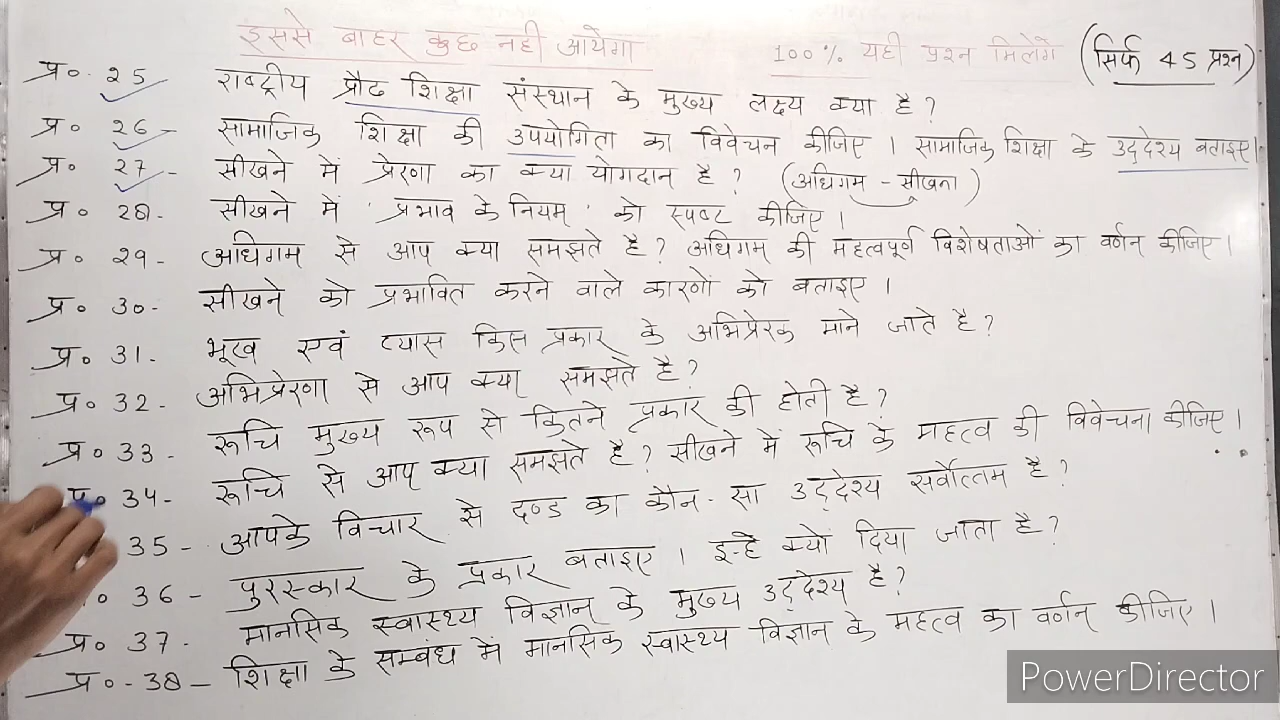 इससे बाहर कुछ नही आयेगा 100% यही प्रश्न मिलेगें (सिर्फ 45 प्रश्न)
प्र० 25 राष्ट्रीय प्रौढ शिक्षा संस्थान के मुख्य लक्ष्य क्या है ?
प्र० 26 - सामाजिक शिक्षा की उपयोगिता का विवेचन कीजिए । सामाजिक शिक्षा के उद्देश्य बताइए।
प्र० 27 - सीखने में प्रेरणा का क्या योगदान है ? (अधिगम - सीखना)
प्र० 28 - सीखने में 'प्रभाव के नियम' को स्पष्ट कीजिए ।
प्र० 29 - अधिगम से आप क्या समझते है ? अधिगम की महत्वपूर्ण विशेषताओं का वर्णन कीजिए ।
प्र० 30 - सीखने को प्रभावित करने वाले कारणों को बताइए ।
प्र० 31 - भूख एवं प्यास किस प्रकार के अभिप्रेरक माने जाते है ?
प्र० 32 - अभिप्रेरणा से आप क्या समझते है ?
प्र० 33 - रूचि मुख्य रूप से कितने प्रकार की होती है ?
प्र० 34 - रूचि से आप क्या समझते है ? सीखने में रूचि के महत्व की विवेचना कीजिए ।
35 - आपके विचार से दण्ड का कौन-सा उद्देश्य सर्वोत्तम है ?
प्र० 36 - पुरस्कार के प्रकार बताइए । इन्हे क्यों दिया जाता है ?
प्र० 37 - मानसिक स्वास्थ्य विज्ञान के मुख्य उद्देश्य है ?
प्र० - 38 - शिक्षा के सम्बंध में मानसिक स्वास्थ्य विज्ञान के महत्व का वर्णन कीजिए ।
PowerDirector